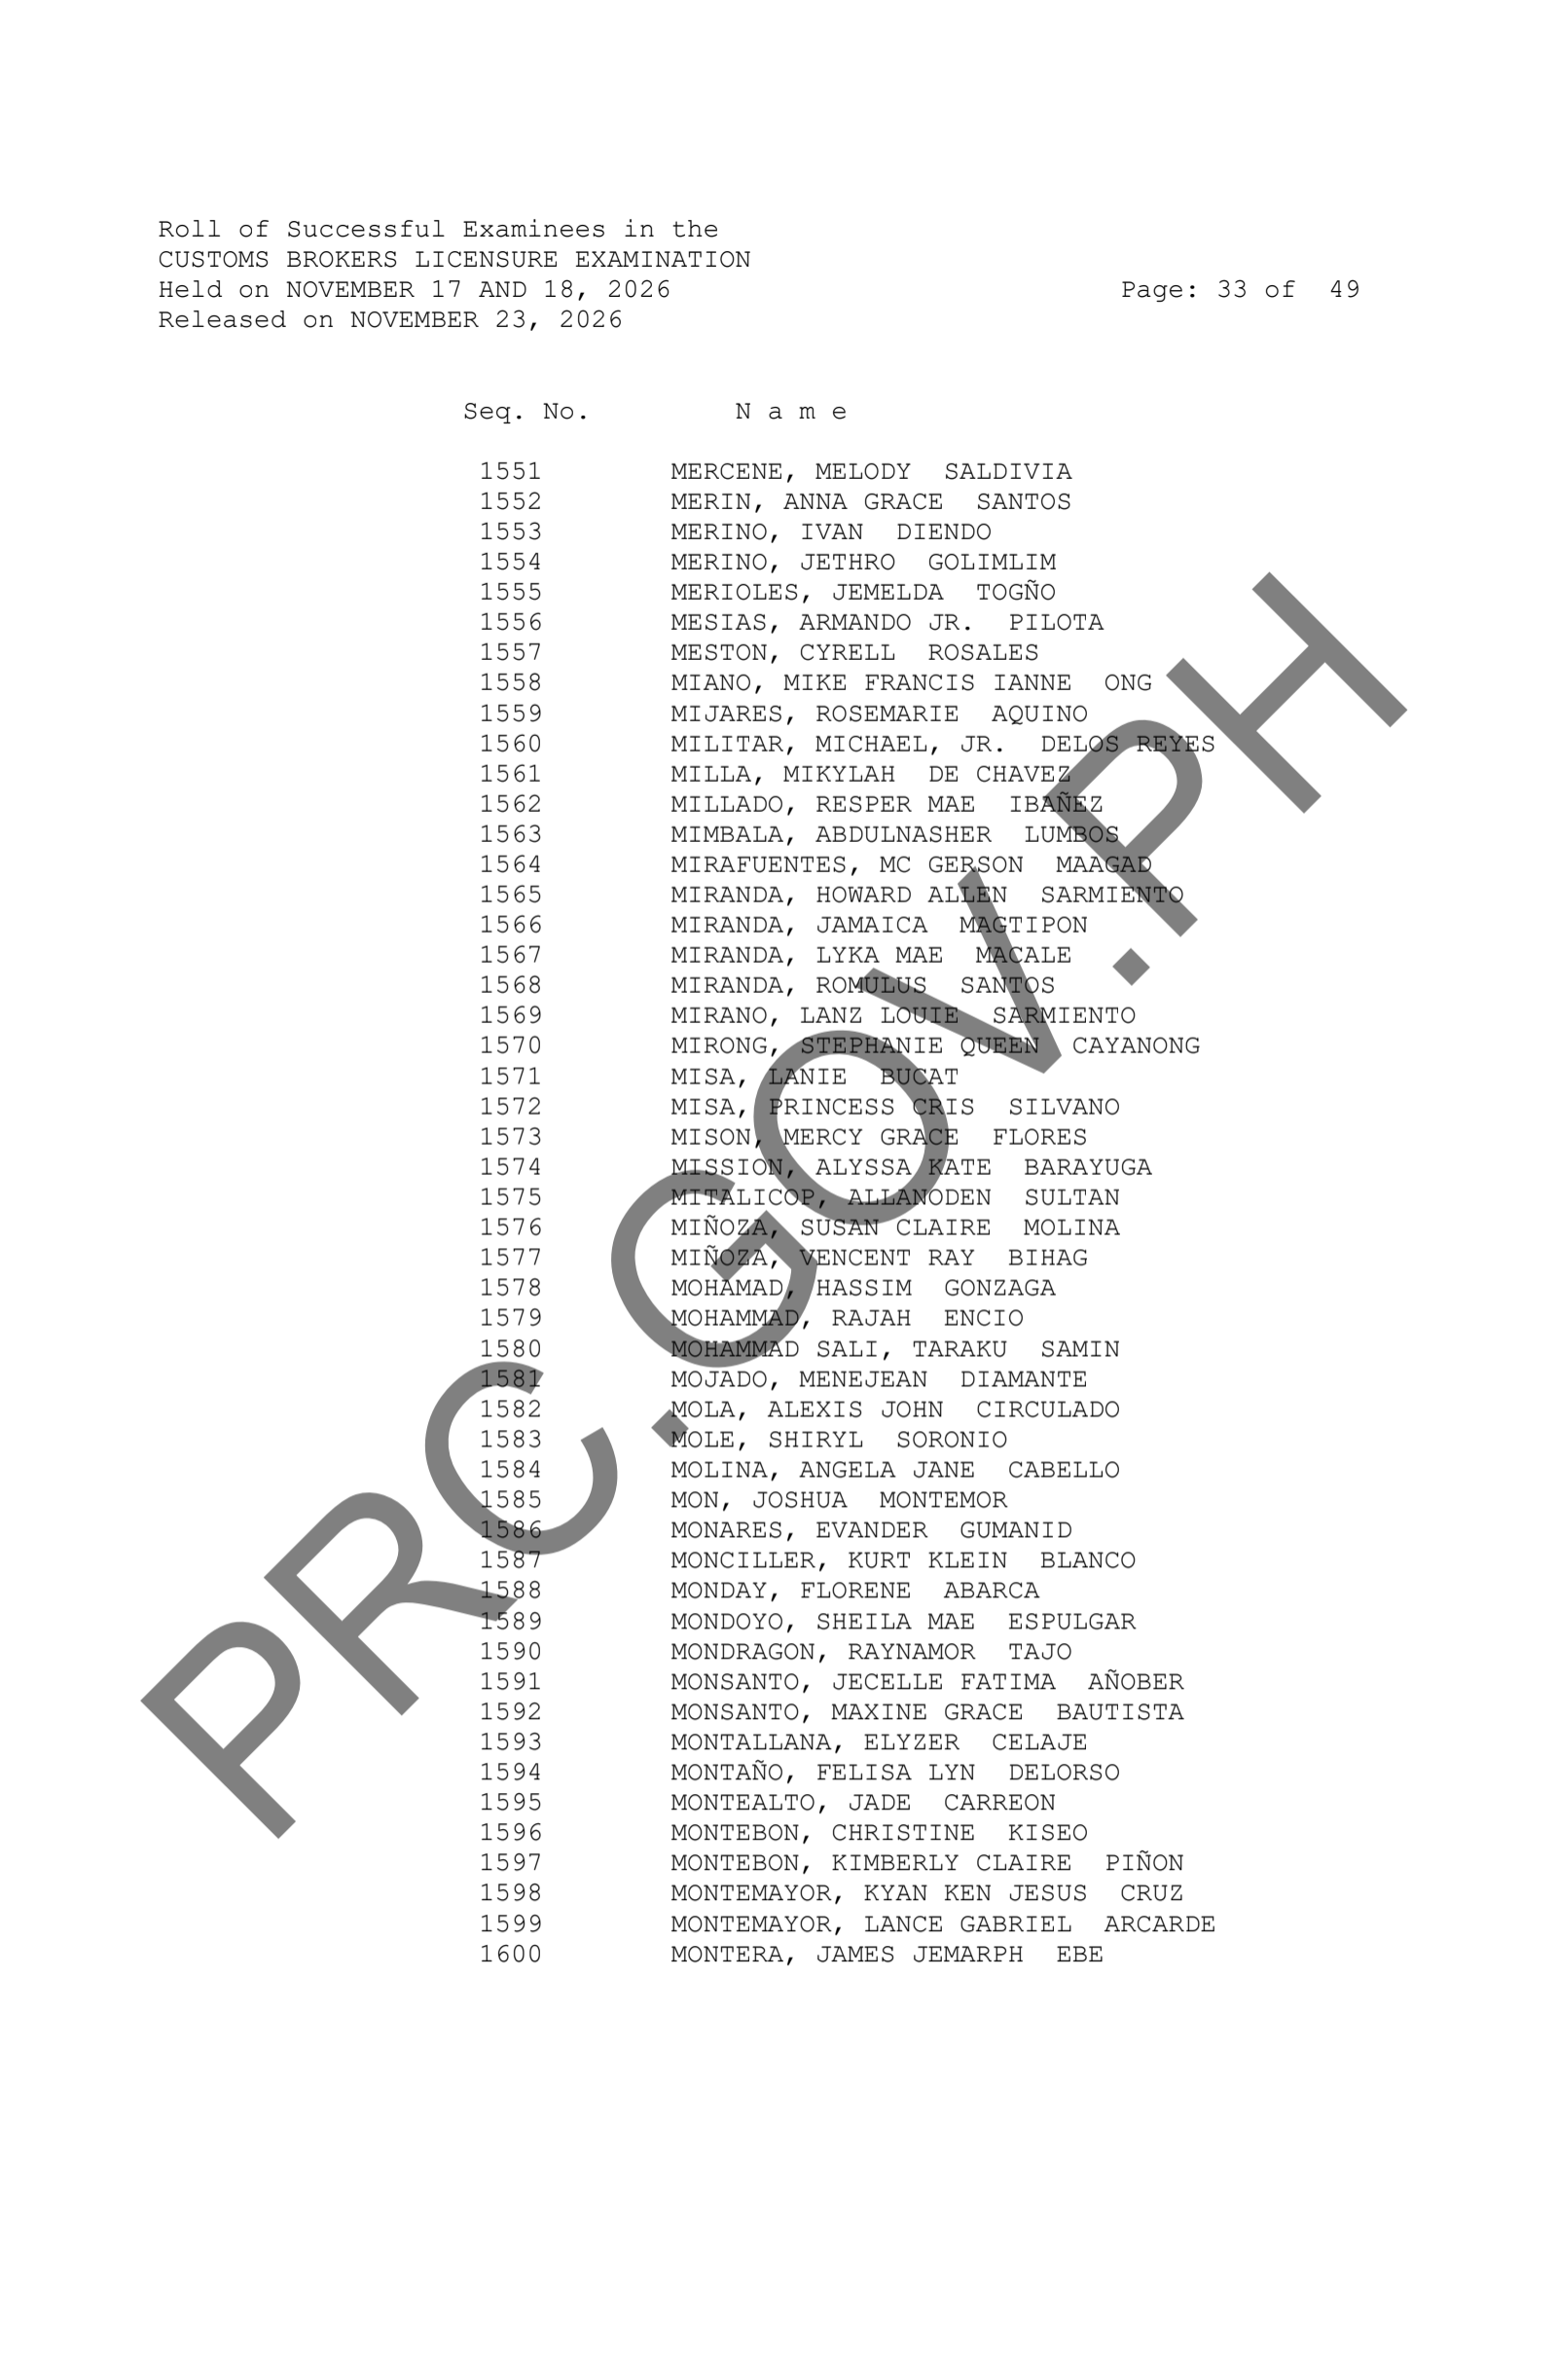 Roll of Successful Examinees in the
CUSTOMS BROKERS LICENSURE EXAMINATION
Held on NOVEMBER 17 AND 18, 2026 Page: 33 of 49
Released on NOVEMBER 23, 2026
Seq. No. N a m e
1551 MERCENE, MELODY SALDIVIA
1552 MERIN, ANNA GRACE SANTOS
1553 MERINO, IVAN DIENDO
1554 MERINO, JETHRO GOLIMLIM
1555 MERIOLES, JEMELDA TOGÑO
1556 MESIAS, ARMANDO JR. PILOTA
1557 MESTON, CYRELL ROSALES
1558 MIANO, MIKE FRANCIS IANNE ONG
1559 MIJARES, ROSEMARIE AQUINO
1560 MILITAR, MICHAEL, JR. DELOS REYES
1561 MILLA, MIKYLAH DE CHAVEZ
1562 MILLADO, RESPER MAE IBAÑEZ
1563 MIMBALA, ABDULNASHER LUMBOS
1564 MIRAFUENTES, MC GERSON MAAGAD
1565 MIRANDA, HOWARD ALLEN SARMIENTO
1566 MIRANDA, JAMAICA MAGTIPON
1567 MIRANDA, LYKA MAE MACALE
1568 MIRANDA, ROMULUS SANTOS
1569 MIRANO, LANZ LOUIE SARMIENTO
1570 MIRONG, STEPHANIE QUEEN CAYANONG
1571 MISA, LANIE BUCAT
1572 MISA, PRINCESS CRIS SILVANO
1573 MISON, MERCY GRACE FLORES
1574 MISSION, ALYSSA KATE BARAYUGA
1575 MITALICOP, ALLANODEN SULTAN
1576 MIÑOZA, SUSAN CLAIRE MOLINA
1577 MIÑOZA, VENCENT RAY BIHAG
1578 MOHAMAD, HASSIM GONZAGA
1579 MOHAMMAD, RAJAH ENCIO
1580 MOHAMMAD SALI, TARAKU SAMIN
1581 MOJADO, MENEJEAN DIAMANTE
1582 MOLA, ALEXIS JOHN CIRCULADO
1583 MOLE, SHIRYL SORONIO
1584 MOLINA, ANGELA JANE CABELLO
1585 MON, JOSHUA MONTEMOR
1586 MONARES, EVANDER GUMANID
1587 MONCILLER, KURT KLEIN BLANCO
1588 MONDAY, FLORENE ABARCA
1589 MONDOYO, SHEILA MAE ESPULGAR
1590 MONDRAGON, RAYNAMOR TAJO
1591 MONSANTO, JECELLE FATIMA AÑOBER
1592 MONSANTO, MAXINE GRACE BAUTISTA
1593 MONTALLANA, ELYZER CELAJE
1594 MONTAÑO, FELISA LYN DELORSO
1595 MONTEALTO, JADE CARREON
1596 MONTEBON, CHRISTINE KISEO
1597 MONTEBON, KIMBERLY CLAIRE PIÑON
1598 MONTEMAYOR, KYAN KEN JESUS CRUZ
1599 MONTEMAYOR, LANCE GABRIEL ARCARDE
1600 MONTERA, JAMES JEMARPH EBE
PRC.GOV.PH